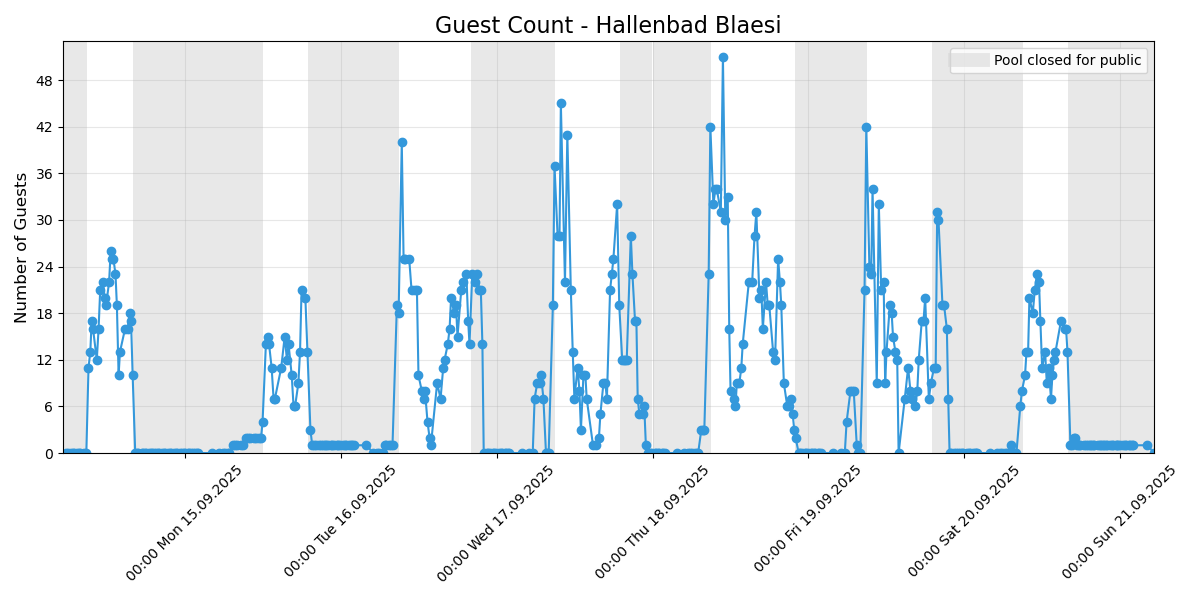 Guest Count - Hallenbad Blaesi
Pool closed for public
Number of Guests
48
42
36
30
24
18
12
6
0
00:00 Mon 15.09.2025
00:00 Tue 16.09.2025
00:00 Wed 17.09.2025
00:00 Thu 18.09.2025
00:00 Fri 19.09.2025
00:00 Sat 20.09.2025
00:00 Sun 21.09.2025